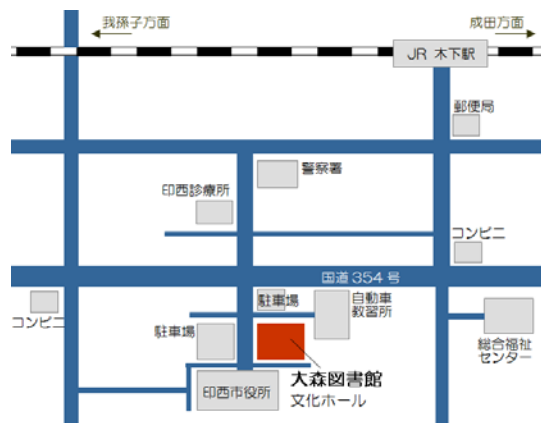 我孫子方面
成田方面
JR 木下駅
郵便局
警察署
印西診療所
コンビニ
国道 354 号
駐車場
自動車
教習所
コンビニ
駐車場
総合福祉
センター
大森図書館
文化ホール
印西市役所